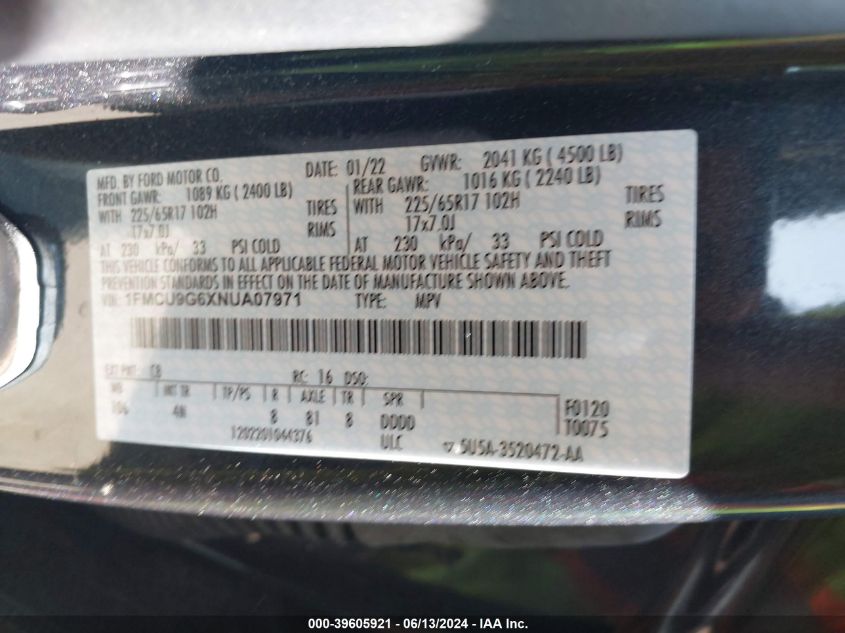 MFD. BY FORD MOTOR CO. DATE: 01/22 GVWR: 2041 KG ( 4500 LB)
FRONT GAWR: 1089 KG ( 2400 LB) REAR GAWR: 1016 KG ( 2240 LB)
WITH 225/65R17 102H TIRES WITH 225/65R17 102H TIRES
17x7.0J RIMS 17x7.0J RIMS
AT 230 kPa/ 33 PSI COLD AT 230 kPa/ 33 PSI COLD
THIS VEHICLE CONFORMS TO ALL APPLICABLE FEDERAL MOTOR VEHICLE SAFETY AND THEFT
PREVENTION STANDARDS IN EFFECT ON THE DATE OF MANUFACTURE SHOWN ABOVE.
VIN: 1FMCU9G6XNUA07971 TYPE: MPV
EXT PNT: C8 RC: 16 DSO:
WB INT TR TP/PS R AXLE TR SPR
106 4N 8 81 8 DDDD F0120
T0075
1202201064376 ULC 5U5A-3520472-AA
000-39605921 - 06/13/2024 - IAA Inc.